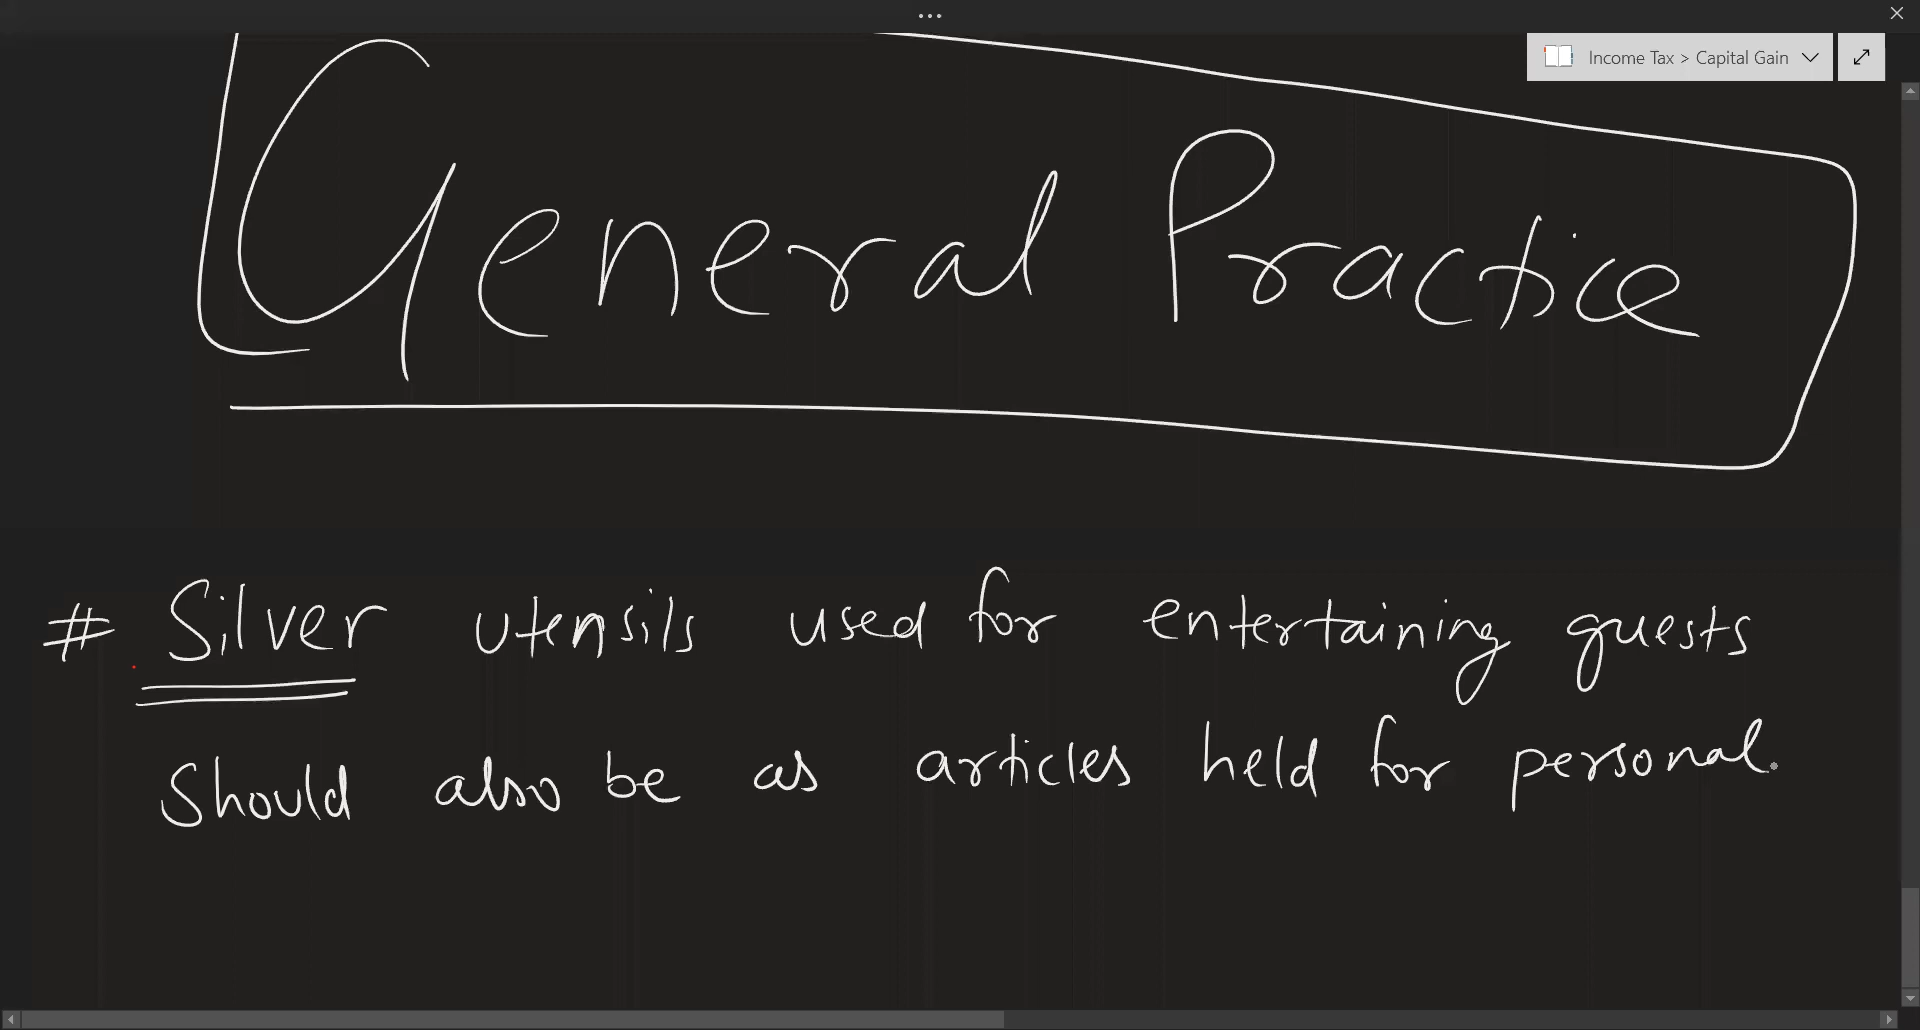 Income Tax > Capital Gain
General Practice
# Silver utensils used for entertaining guests
should also be as articles held for personal.